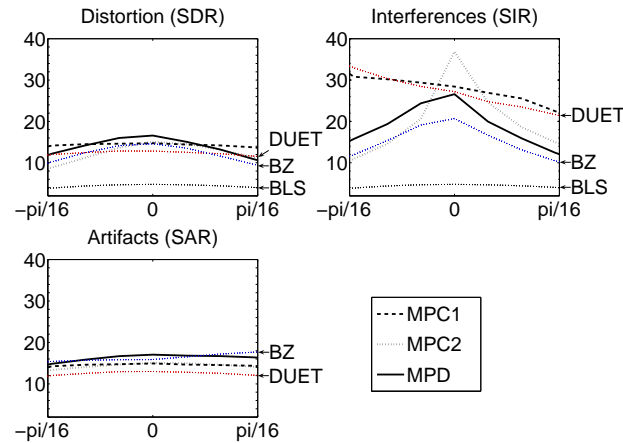 Distortion (SDR)
40
30
20
10
−pi/16 0 pi/16
DUET
BZ
BLS
Interferences (SIR)
40
30
20
10
−pi/16 0 pi/16
DUET
BZ
BLS
Artifacts (SAR)
40
30
20
10
−pi/16 0 pi/16
BZ
DUET
MPC1
MPC2
MPD